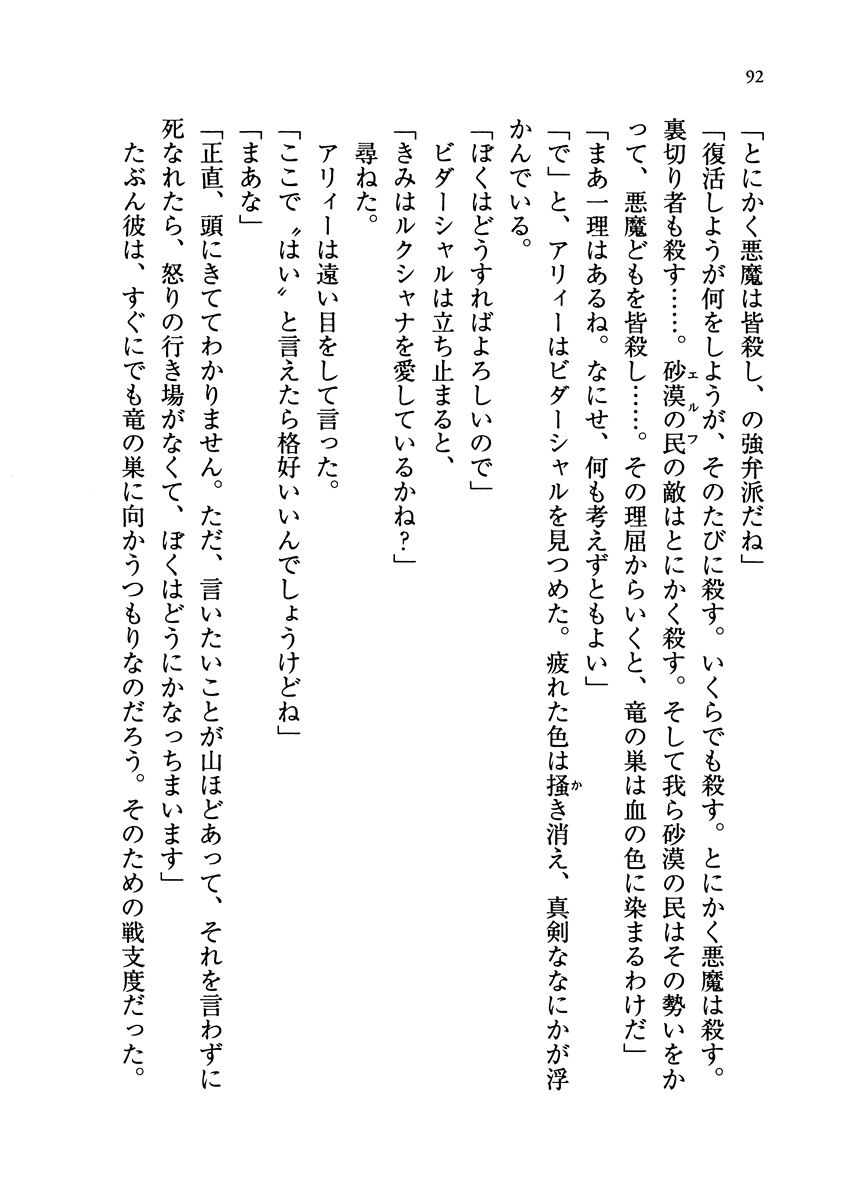 92
「とにかく悪魔は皆殺し、の強弁派だね」
「復活しようが何をしようが、そのたびに殺す。いくらでも殺す。とにかく悪魔は殺す。
裏切り者も殺す……。砂漠の民の敵はとにかく殺す。そして我ら砂漠の民はその勢いをか
エルフ
って、悪魔どもを皆殺し……。その理屈からいくと、竜の巣は血の色に染まるわけだ」
「まあ一理はあるね。なにせ、何も考えずともよい」
「で」と、アリィーはビダーシャルを見つめた。疲れた色は掻き消え、真剣ななにかが浮
か
かんでいる。
「ぼくはどうすればよろしいので」
ビダーシャルは立ち止まると、
「きみはルクシャナを愛しているかね？」
尋ねた。
アリィーは遠い目をして言った。
「ここで〝はい〟と言えたら格好いいんでしょうけどね」
「まあな」
「正直、頭にきててわかりません。ただ、言いたいことが山ほどあって、それを言わずに
死なれたら、怒りの行き場がなくて、ぼくはどうにかなっちまいます」
たぶん彼は、すぐにでも竜の巣に向かうつもりなのだろう。そのための戦支度だった。